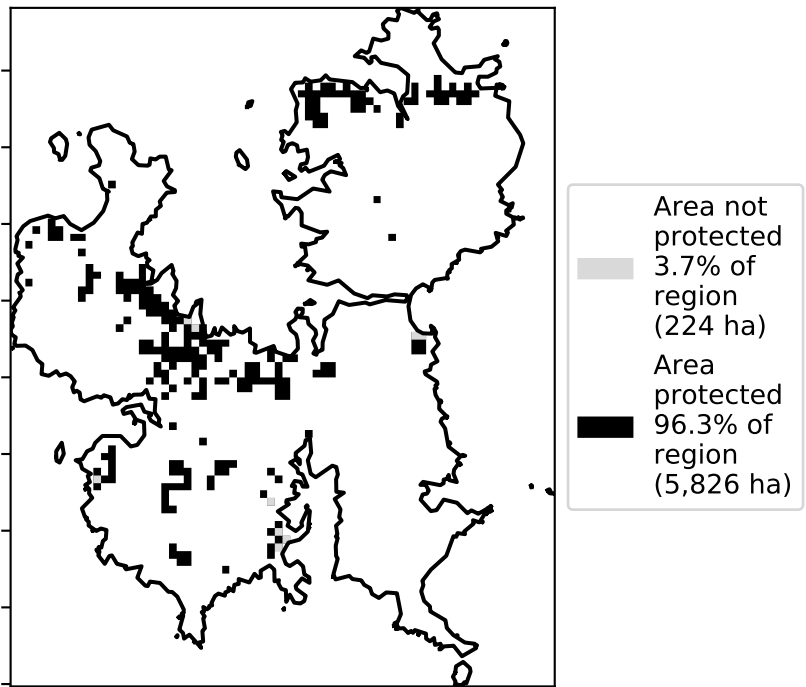 Area not
protected
3.7% of
region
(224 ha)
Area
protected
96.3% of
region
(5,826 ha)